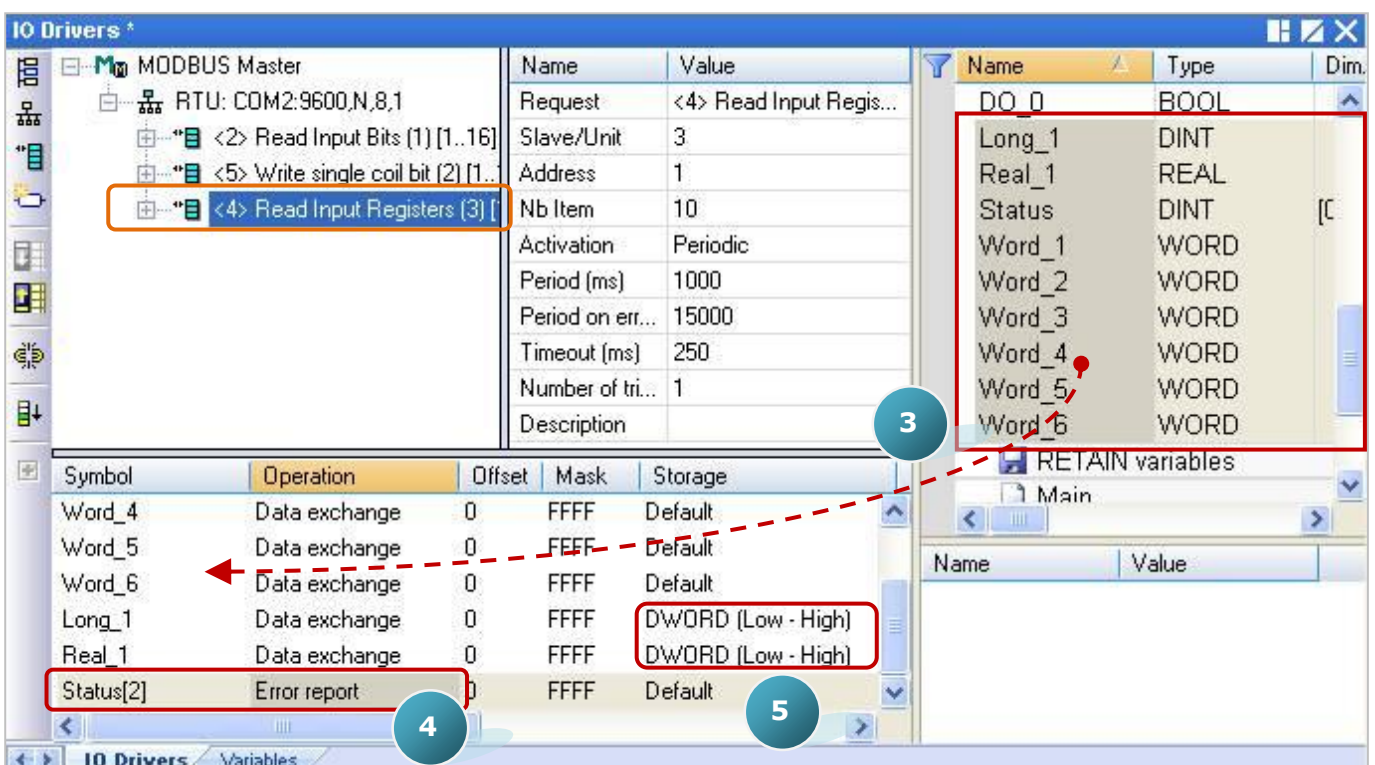 IO Drivers *
MODBUS Master
RTU: COM2:9600,N,8,1
<2> Read Input Bits (1) [1..16]
<5> Write single coil bit (2) [1..
<4> Read Input Registers (3) [
Name Value
Request <4> Read Input Regis...
Slave/Unit 3
Address 1
Nb Item 10
Activation Periodic
Period (ms) 1000
Period on err... 15000
Timeout (ms) 250
Number of tri... 1
Description
Name Type Dim.
DO_0 BOOL
Long_1 DINT
Real_1 REAL
Status DINT
Word_1 WORD
Word_2 WORD
Word_3 WORD
Word_4 WORD
Word_5 WORD
Word_6 WORD
RETAIN variables
Main
3
Symbol Operation Offset Mask Storage
Word_4 Data exchange 0 FFFF Default
Word_5 Data exchange 0 FFFF Default
Word_6 Data exchange 0 FFFF Default
Long_1 Data exchange 0 FFFF DWORD (Low - High)
Real_1 Data exchange 0 FFFF DWORD (Low - High)
Status[2] Error report 0 FFFF Default
4
5
Name Value
IO Drivers Variables